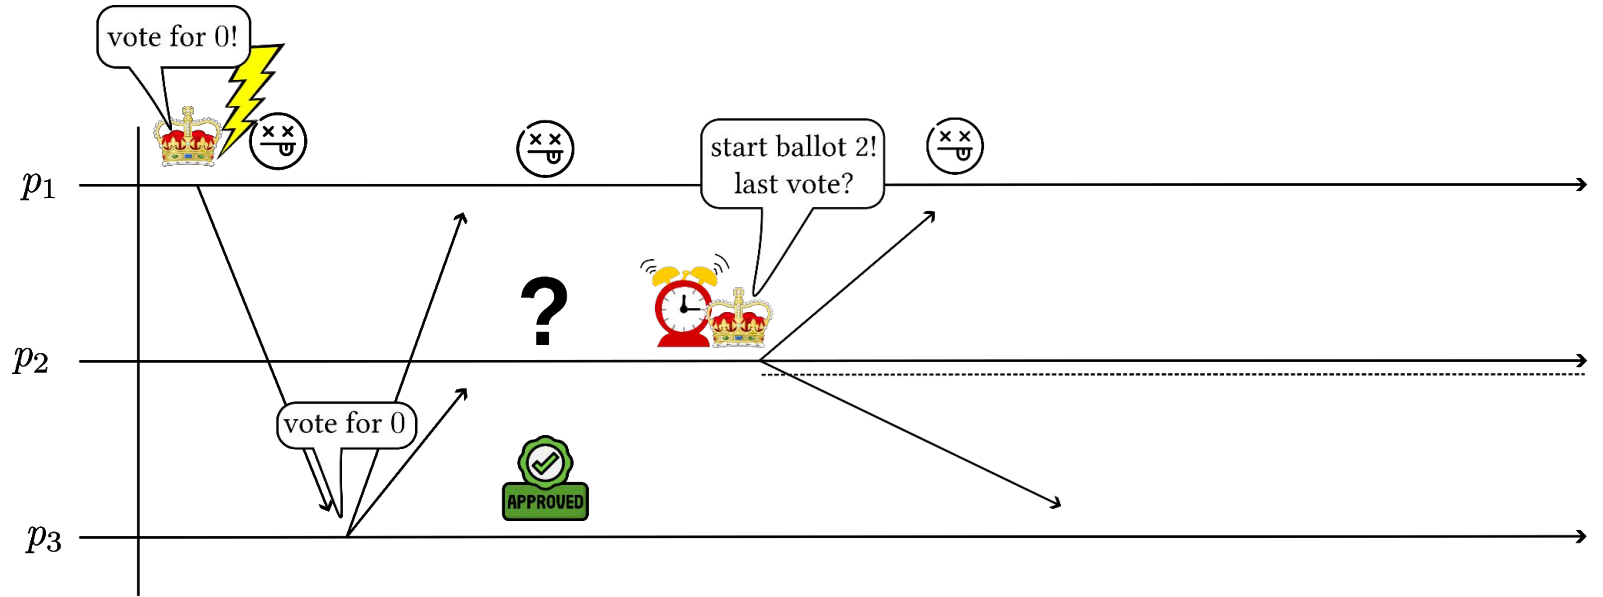 vote for 0!
start ballot 2!
last vote?
p1
?
p2
vote for 0
APPROVED
p3